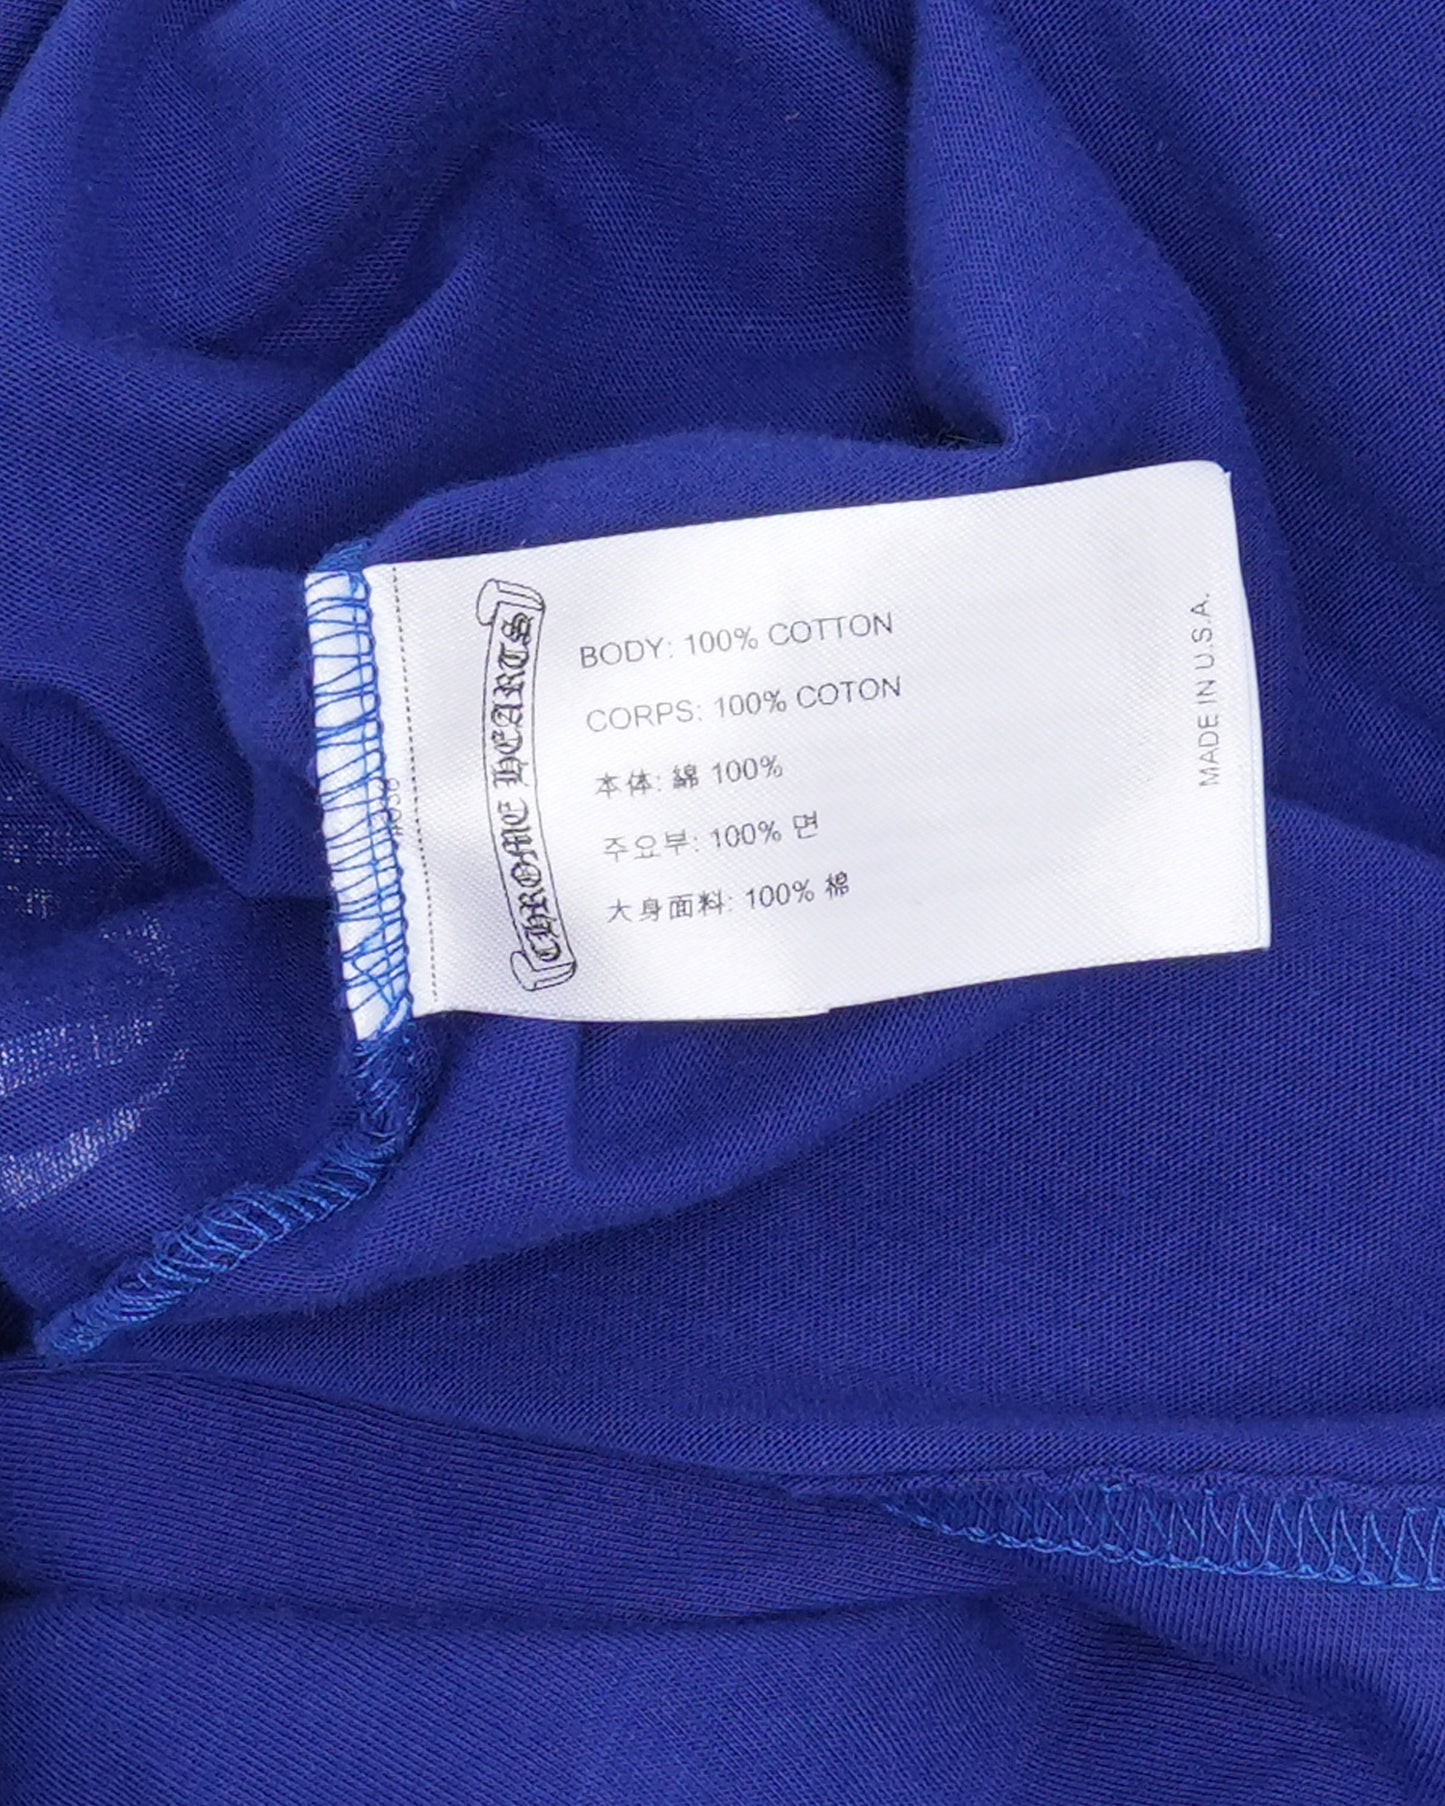 CHROME HEARTS
BODY: 100% COTTON
CORPS: 100% COTON
本体: 綿 100%
주요부: 100% 면
大身面料: 100% 棉
MADE IN U.S.A.